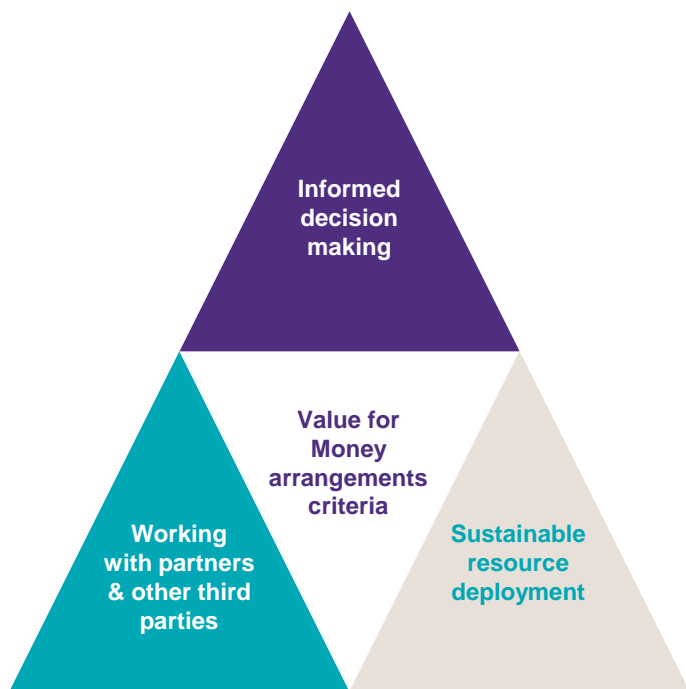 Informed
decision
making
Value for
Money
arrangements
criteria
Working
with partners
& other third
parties
Sustainable
resource
deployment